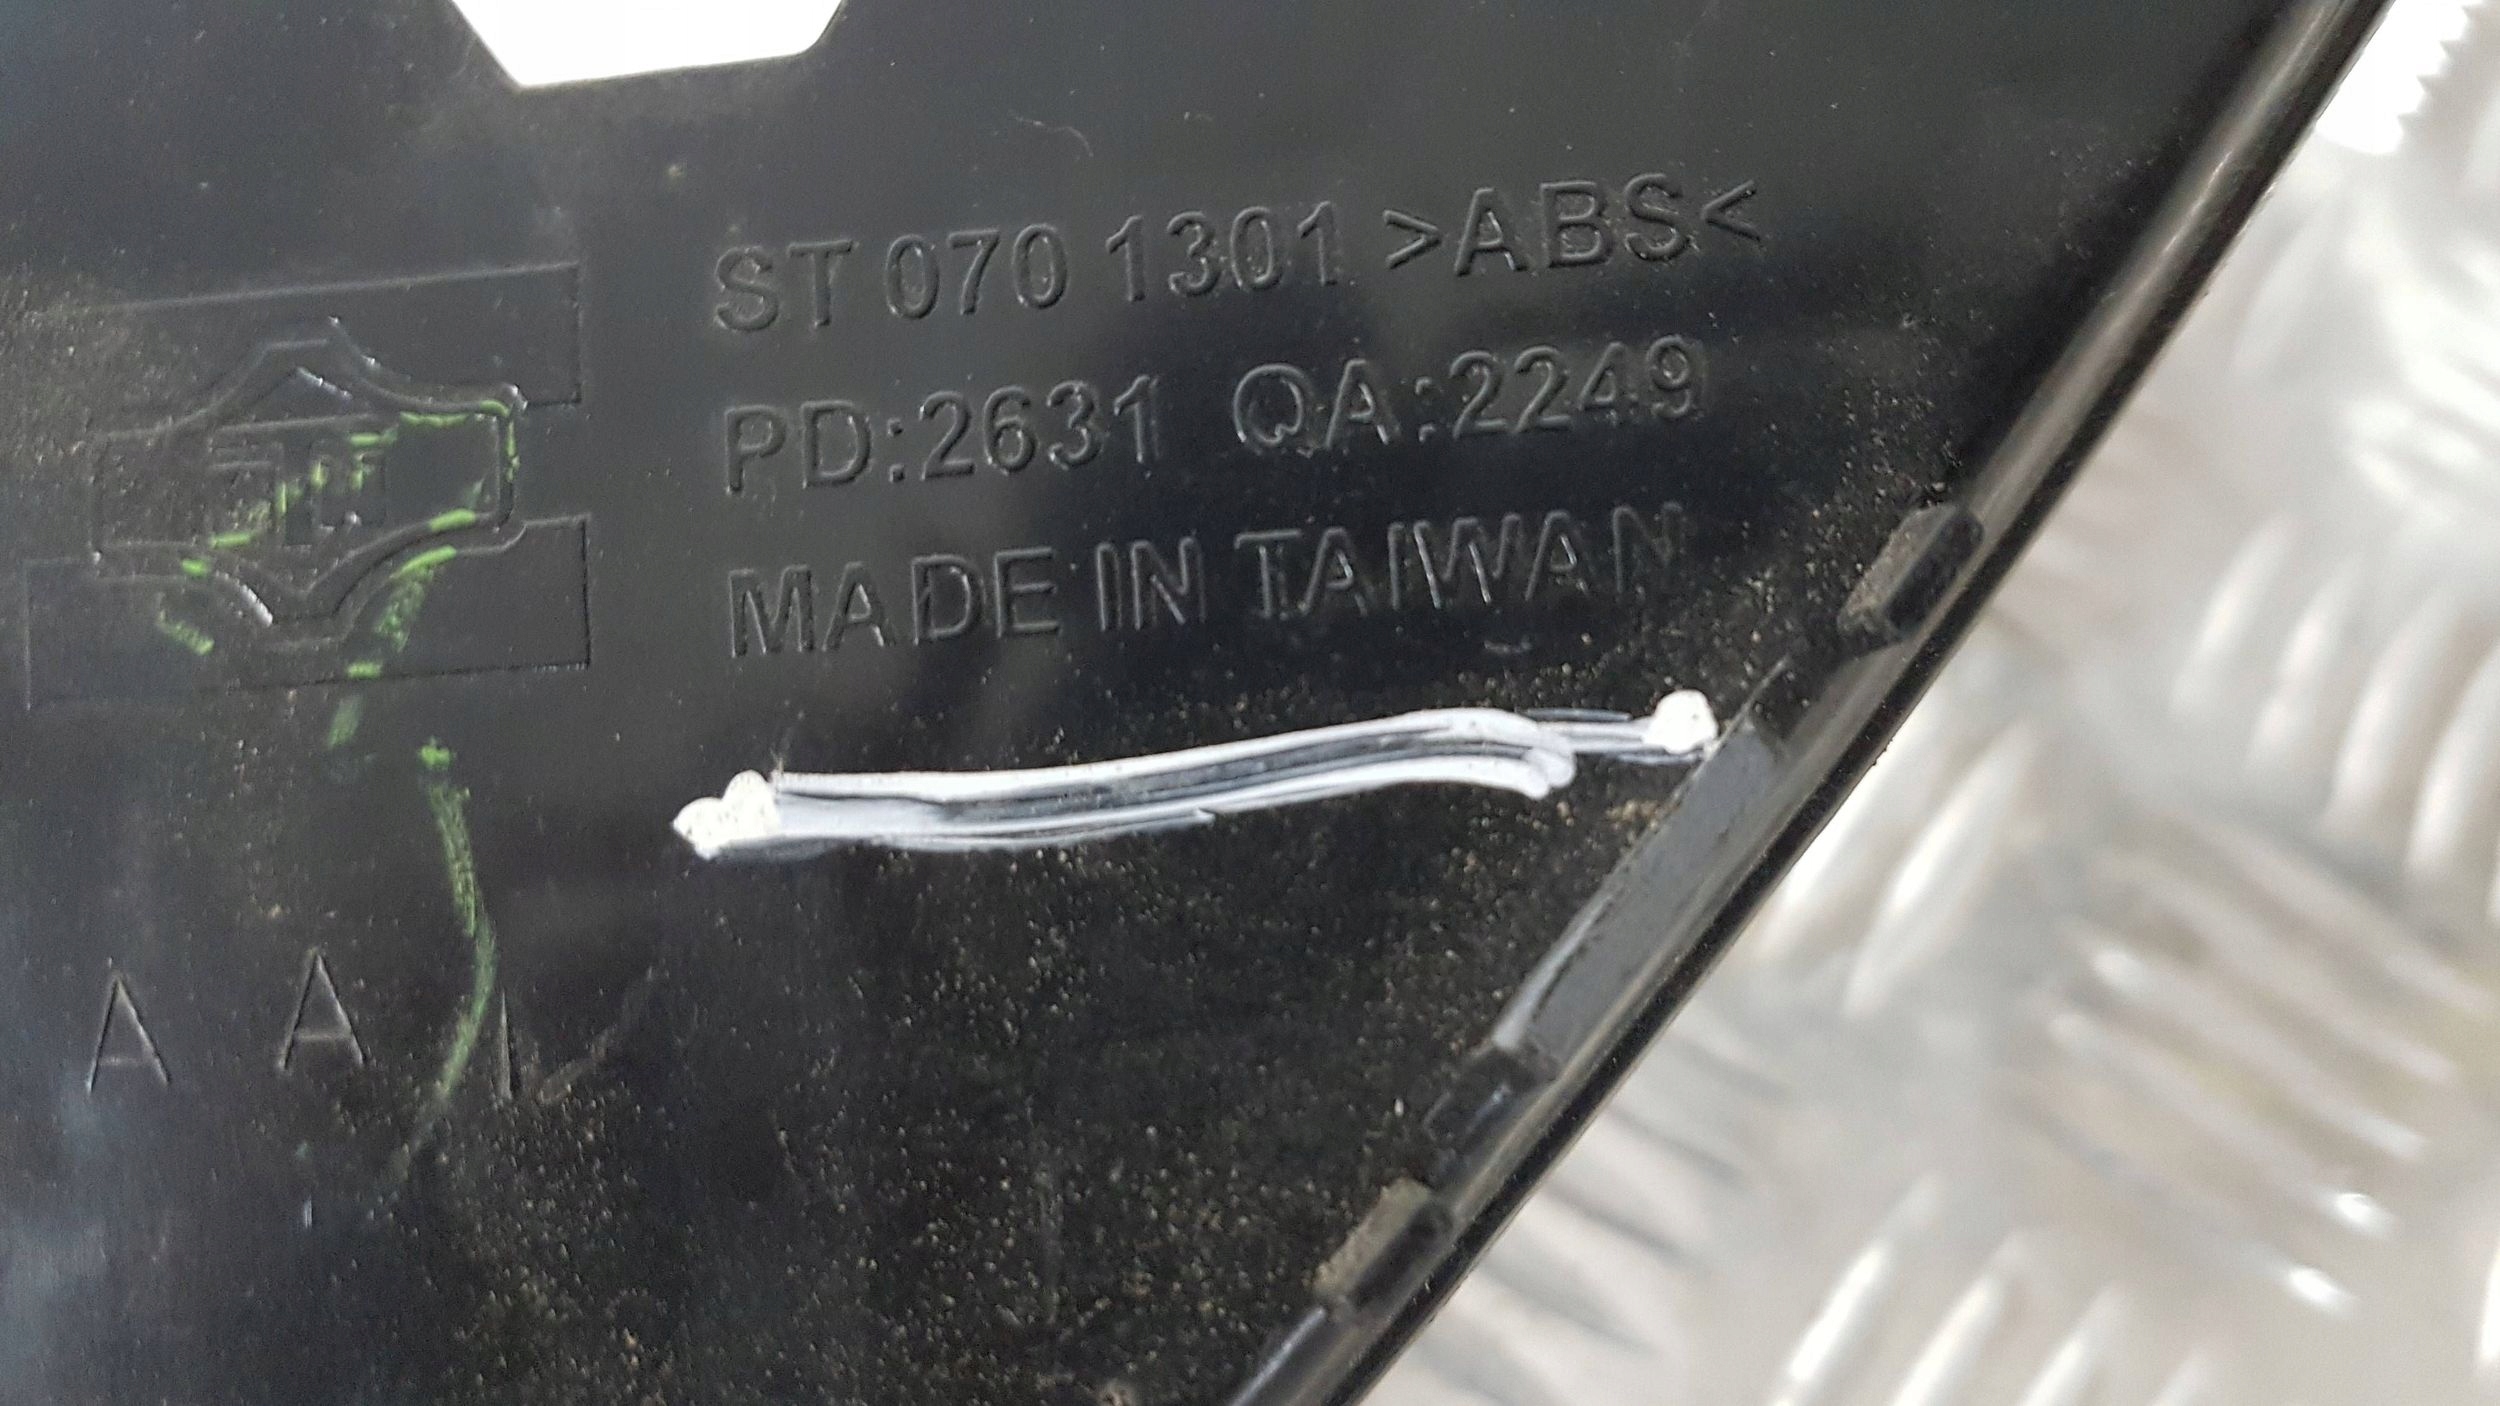 ST 070 1301 >ABS<
PD:2631 QA:2249
MADE IN TAIWAN
A A I